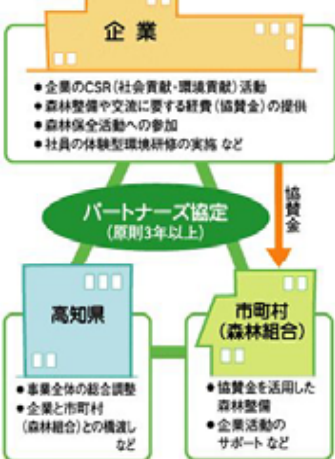 企業
●企業のCSR(社会貢献・環境貢献)活動
●森林整備や交流に要する経費(協賛金)の提供
●森林保全活動への参加
●社員の体験型環境研修の実施 など
協賛金
パートナーズ協定
(原則3年以上)
高知県
●事業全体の総合調整
●企業と市町村
(森林組合)との橋渡し
など
市町村
(森林組合)
●協賛金を活用した
森林整備
●企業活動の
サポート など